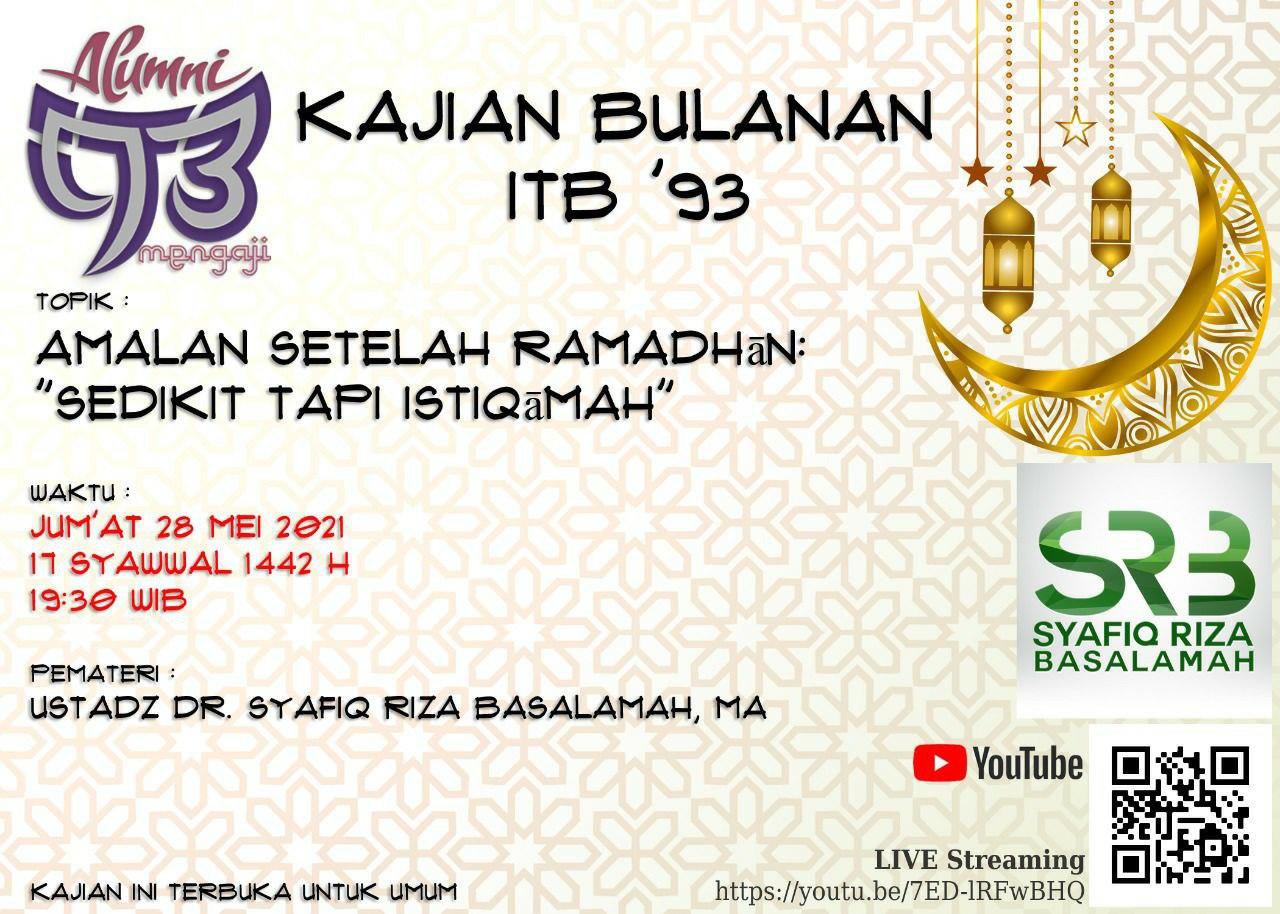 Alumni
'93
mengaji
KAJIAN BULANAN
ITB '93
TOPIK :
AMALAN SETELAH RAMADHāN:
"SEDIKIT TAPI ISTIQāMAH"
WAKTU :
JUM'AT 28 MEI 2021
17 SYAWWAL 1442 H
19:30 WIB
PEMATERI :
USTADZ DR. SYAFIQ RIZA BASALAMAH, MA
SRB
SYAFIQ RIZA
BASALAMAH
YouTube
LIVE Streaming
https://youtu.be/7ED-lRFwBHQ
KAJIAN INI TERBUKA UNTUK UMUM